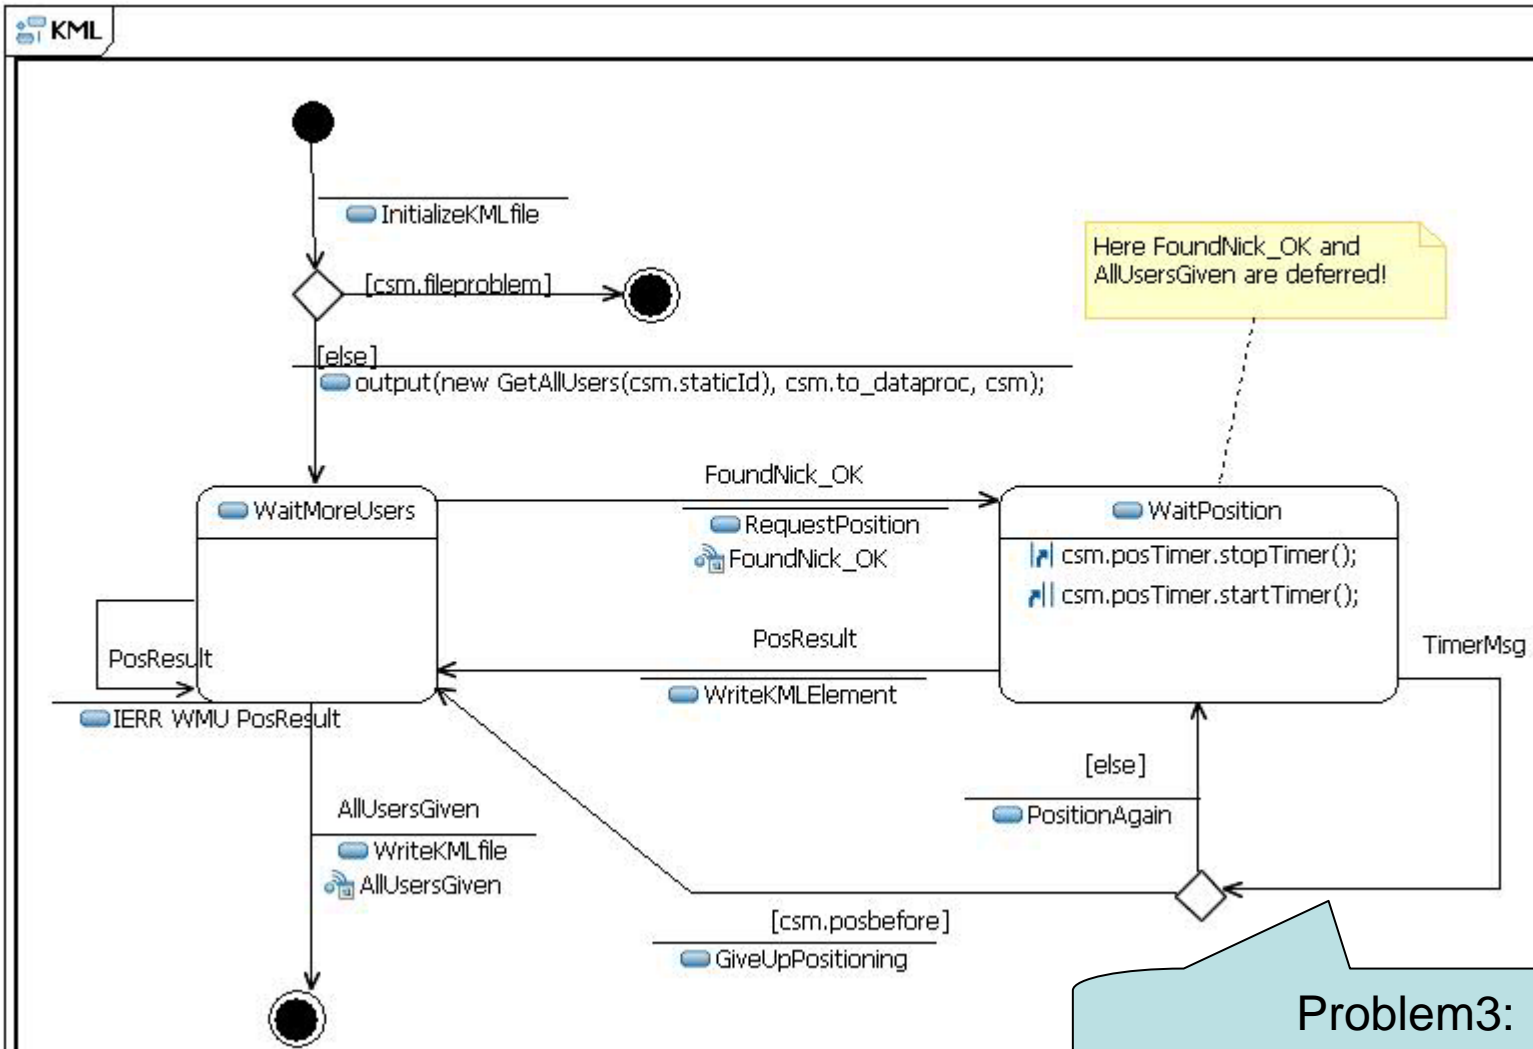 KML
InitializeKMLfile
[csm.fileproblem]
Here FoundNick_OK and
AllUsersGiven are deferred!
[else]
output(new GetAllUsers(csm.staticId), csm.to_dataproc, csm);
FoundNick_OK
WaitMoreUsers
RequestPosition
FoundNick_OK
WaitPosition
csm.posTimer.stopTimer();
csm.posTimer.startTimer();
PosResult
PosResult
WriteKMLElement
TimerMsg
IERR WMU PosResult
[else]
PositionAgain
AllUsersGiven
WriteKMLfile
AllUsersGiven
[csm.posbefore]
GiveUpPositioning
Problem3: